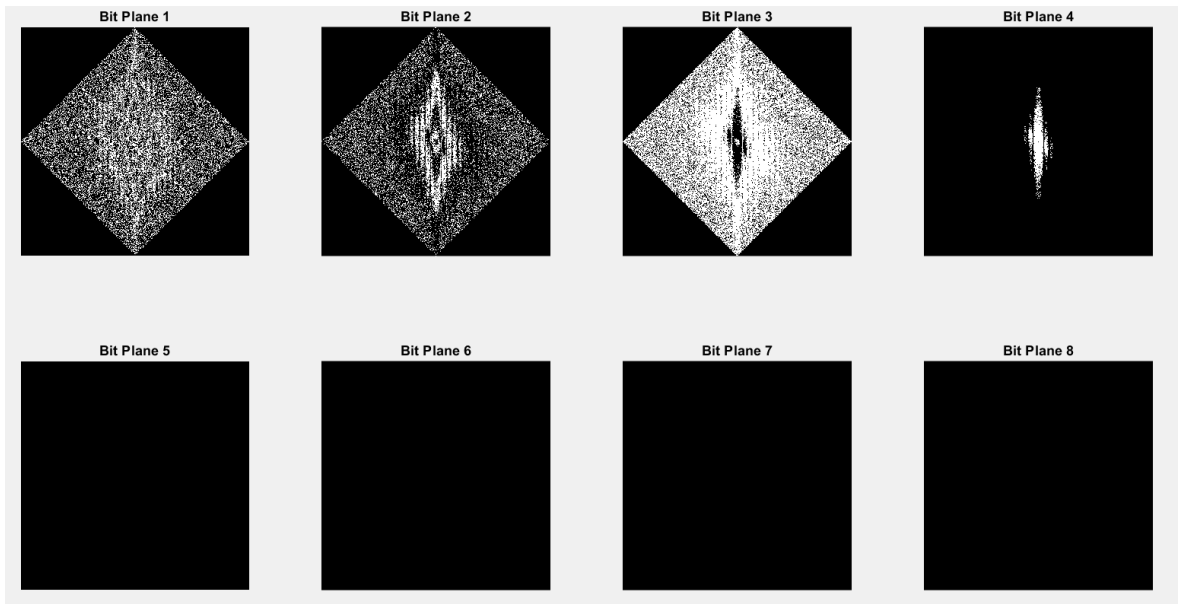 Bit Plane 1
Bit Plane 2
Bit Plane 3
Bit Plane 4
Bit Plane 5
Bit Plane 6
Bit Plane 7
Bit Plane 8